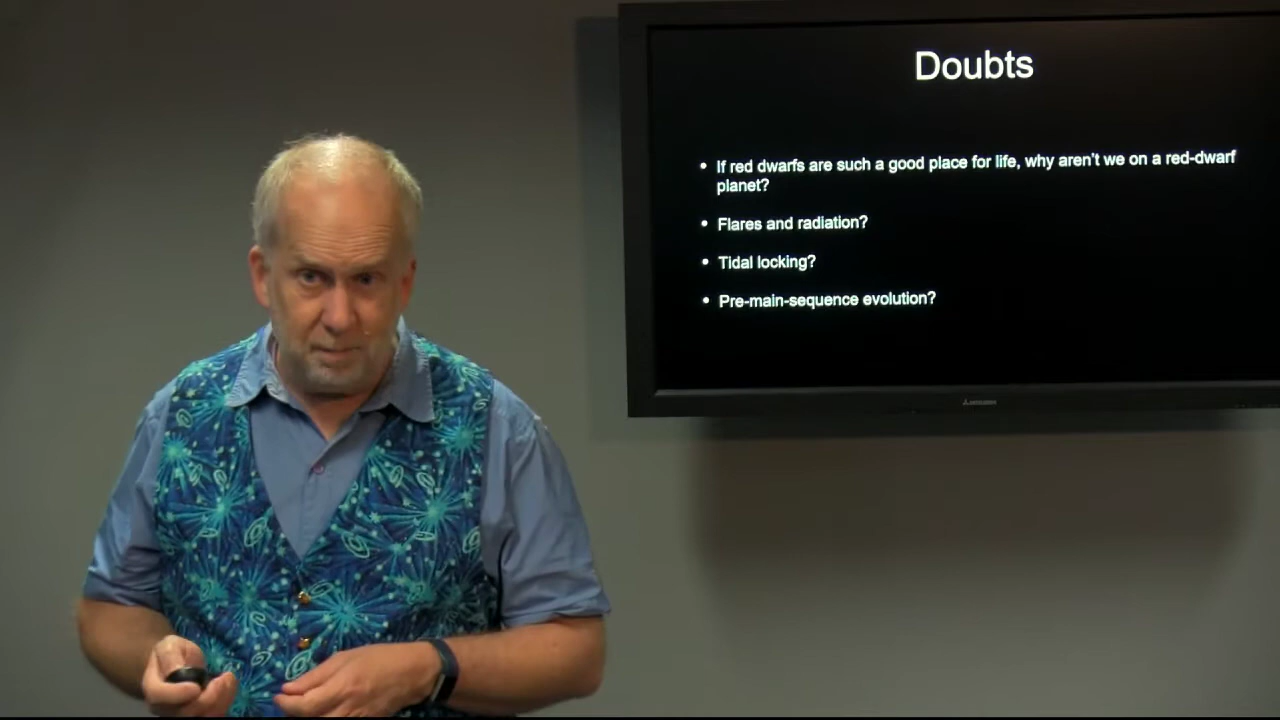 Doubts
• If red dwarfs are such a good place for life, why aren't we on a red-dwarf
planet?
• Flares and radiation?
• Tidal locking?
• Pre-main-sequence evolution?
MITSUBISHI